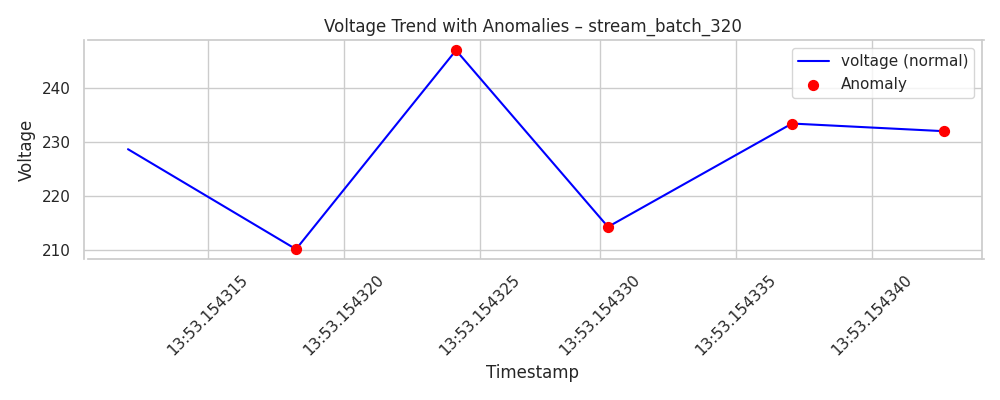 Voltage Trend with Anomalies – stream_batch_320
voltage (normal)
Anomaly
Voltage
240
230
220
210
13:53.154315
13:53.154320
13:53.154325
13:53.154330
13:53.154335
13:53.154340
Timestamp